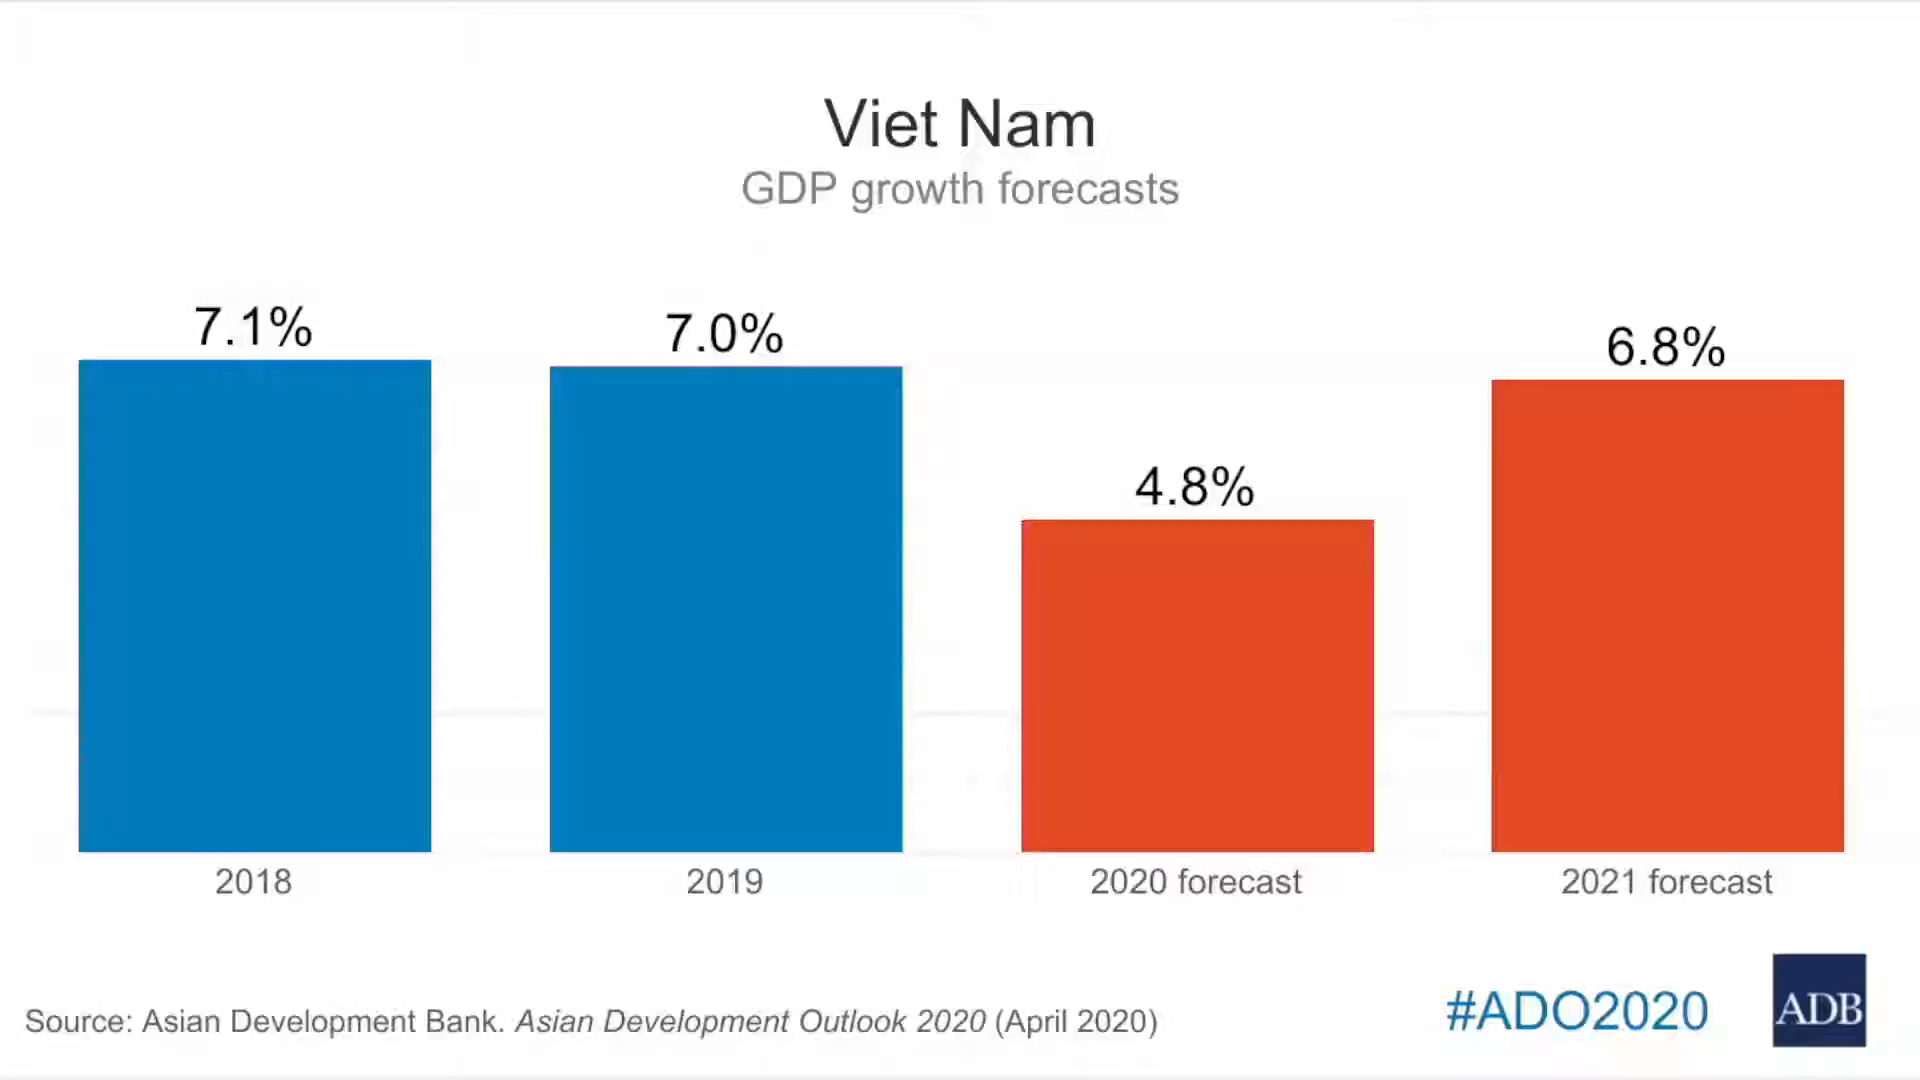 Viet Nam
GDP growth forecasts
7.1%
7.0%
4.8%
6.8%
2018
2019
2020 forecast
2021 forecast
Source: Asian Development Bank. Asian Development Outlook 2020 (April 2020)
#ADO2020
ADB